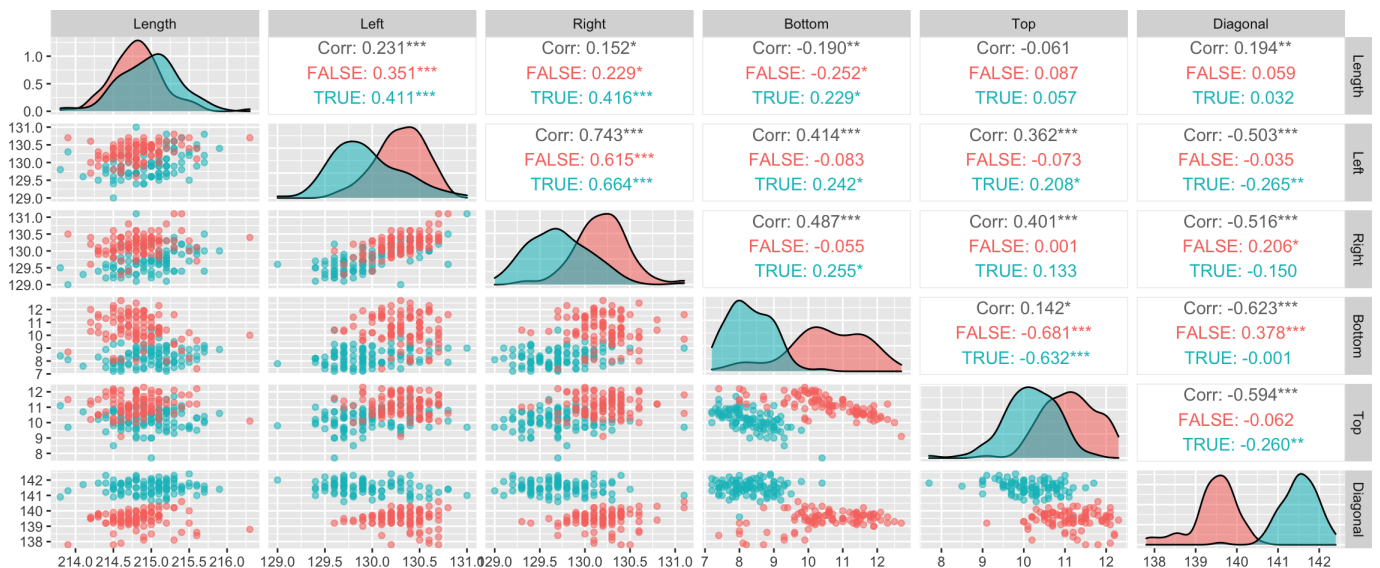 Length Left Right Bottom Top Diagonal
Corr: 0.231*** Corr: 0.152* Corr: -0.190** Corr: -0.061 Corr: 0.194**
FALSE: 0.351*** FALSE: 0.229* FALSE: -0.252* FALSE: 0.087 FALSE: 0.059
TRUE: 0.411*** TRUE: 0.416*** TRUE: 0.229* TRUE: 0.057 TRUE: 0.032
1.0
0.5
0.0
Length
Corr: 0.743*** Corr: 0.414*** Corr: 0.362*** Corr: -0.503***
FALSE: 0.615*** FALSE: -0.083 FALSE: -0.073 FALSE: -0.035
TRUE: 0.664*** TRUE: 0.242* TRUE: 0.208* TRUE: -0.265**
131.0
130.5
130.0
129.5
129.0
Left
Corr: 0.487*** Corr: 0.401*** Corr: -0.516***
FALSE: -0.055 FALSE: 0.001 FALSE: 0.206*
TRUE: 0.255* TRUE: 0.133 TRUE: -0.150
131.0
130.5
130.0
129.5
129.0
Right
Corr: 0.142* Corr: -0.623***
FALSE: -0.681*** FALSE: 0.378***
TRUE: -0.632*** TRUE: -0.001
12
11
10
9
8
7
Bottom
Corr: -0.594***
FALSE: -0.062
TRUE: -0.260**
12
11
10
9
8
Top
142
141
140
139
138
Diagonal
214.0 214.5 215.0 215.5 216.0 129.0 129.5 130.0 130.5 131.0 129.0 129.5 130.0 130.5 131.0 7 8 9 10 11 12 8 9 10 11 12 138 139 140 141 142